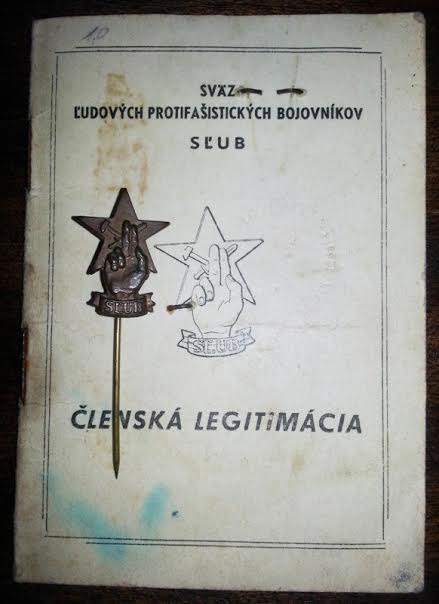 10
SVÄZ
ĽUDOVÝCH PROTIFAŠISTICKÝCH BOJOVNÍKOV
SĽUB
SĽUB
SĽUB
ČLENSKÁ LEGITiMÁCIA